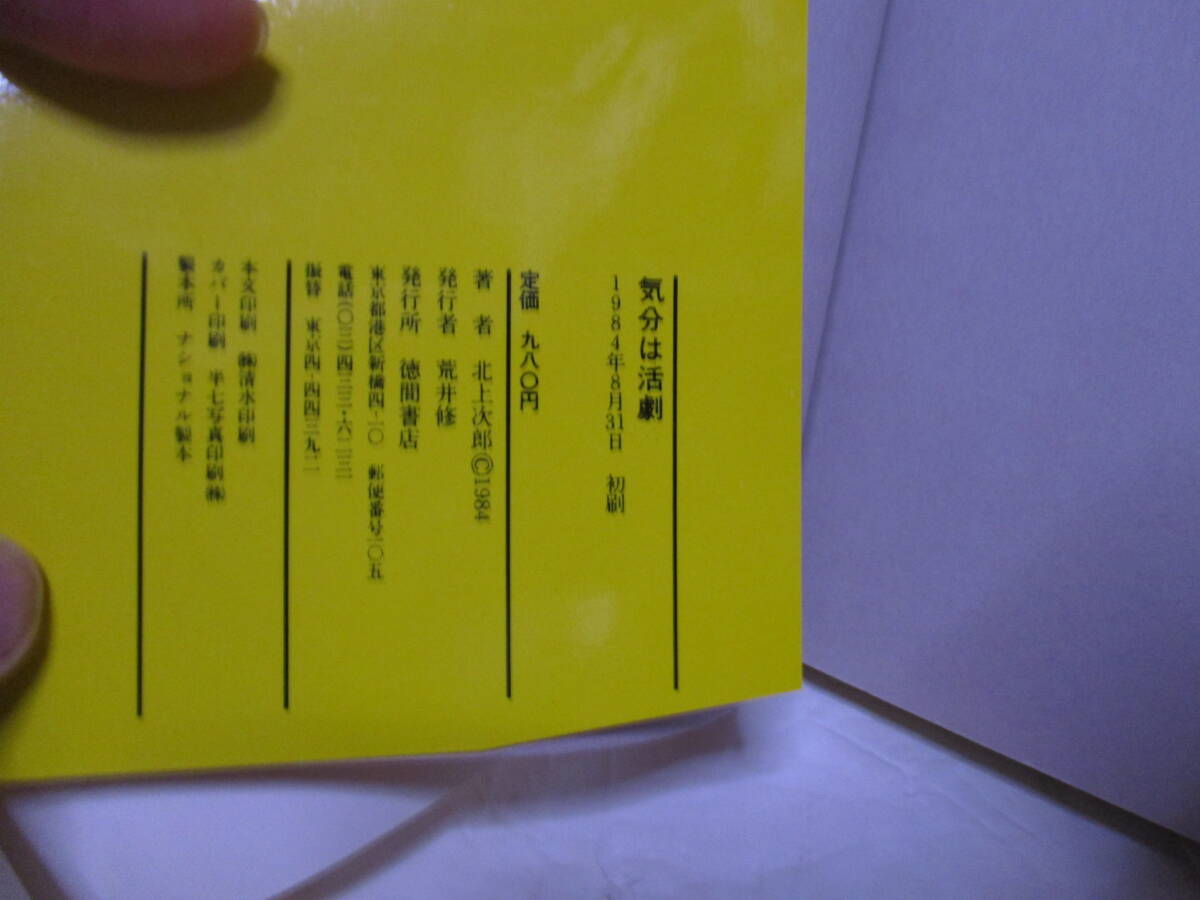 気分は活劇
1984年8月31日　初刷
定価　九八〇円
著　者　北上次郎©1984
発行者　荒井修
発行所　徳間書店
東京都港区新橋四-一〇　郵便番号一〇五
電話(〇三)四三三・六二三一
振替　東京四-四四三九二
本文印刷　㈱清水印刷
カバー印刷　半七写真印刷㈱
製本所　ナショナル製本